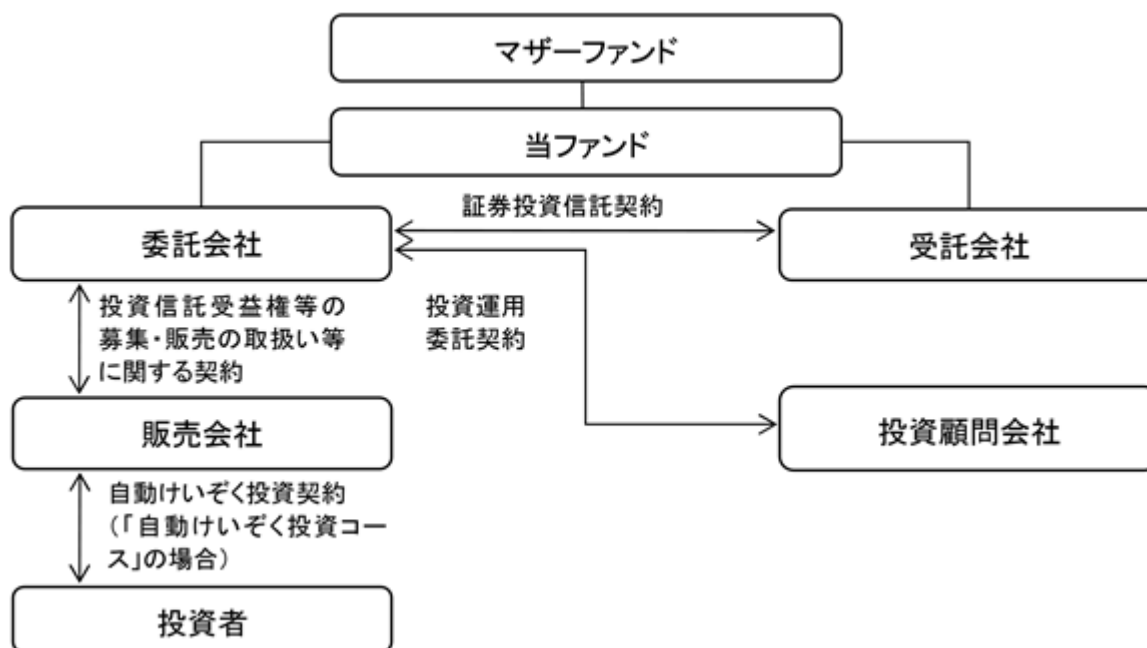 マザーファンド
当ファンド
証券投資信託契約
委託会社
受託会社
投資信託受益権等の
募集・販売の取扱い等
に関する契約
投資運用
委託契約
販売会社
投資顧問会社
自動けいぞく投資契約
（「自動けいぞく投資コー
ス」の場合）
投資者